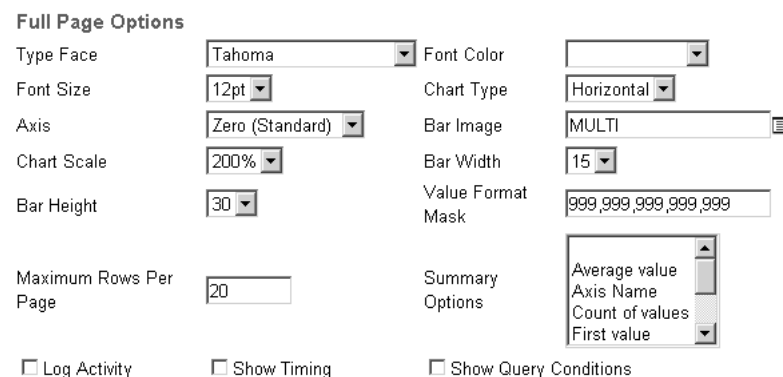 Full Page Options
Type Face Tahoma Font Color
Font Size 12pt Chart Type Horizontal
Axis Zero (Standard) Bar Image MULTI
Chart Scale 200% Bar Width 15
Bar Height 30 Value Format Mask 999,999,999,999,999
Maximum Rows Per Page 20 Summary Options
Average value
Axis Name
Count of values
First value
Log Activity Show Timing Show Query Conditions